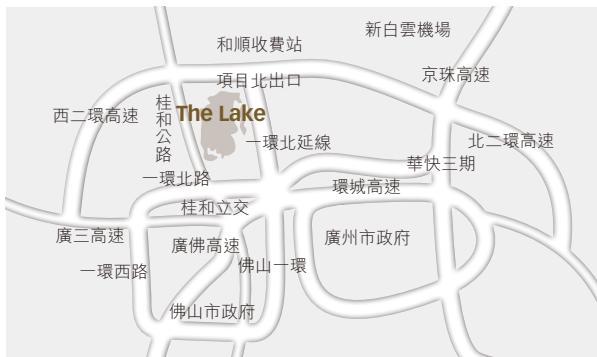 新白雲機場
和順收費站
京珠高速
項目北出口
西二環高速
桂和公路
The Lake
一環北延線
北二環高速
華快三期
一環北路
環城高速
桂和立交
廣三高速
廣佛高速
廣州市政府
一環西路
佛山一環
佛山市政府